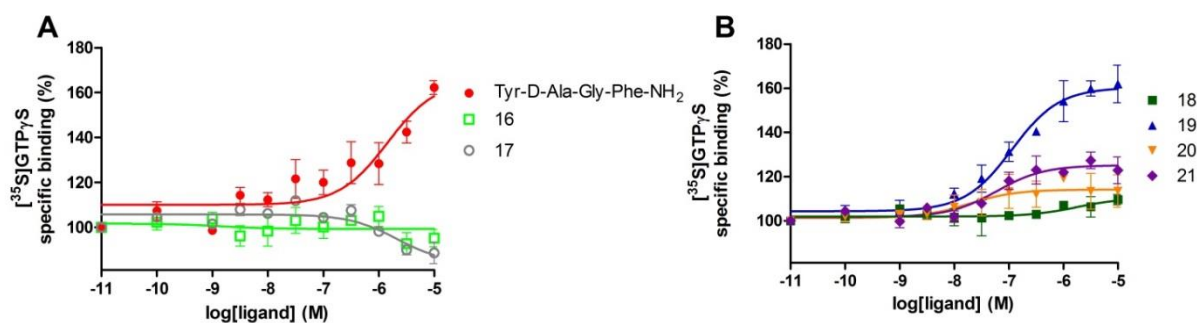 A
[³⁵S]GTPγS
specific binding (%)
180
160
140
120
100
-11 -10 -9 -8 -7 -6 -5
log[ligand] (M)
Tyr-D-Ala-Gly-Phe-NH₂
16
17
B
[³⁵S]GTPγS
specific binding (%)
180
160
140
120
100
80
-11 -10 -9 -8 -7 -6 -5
log[ligand] (M)
18
19
20
21